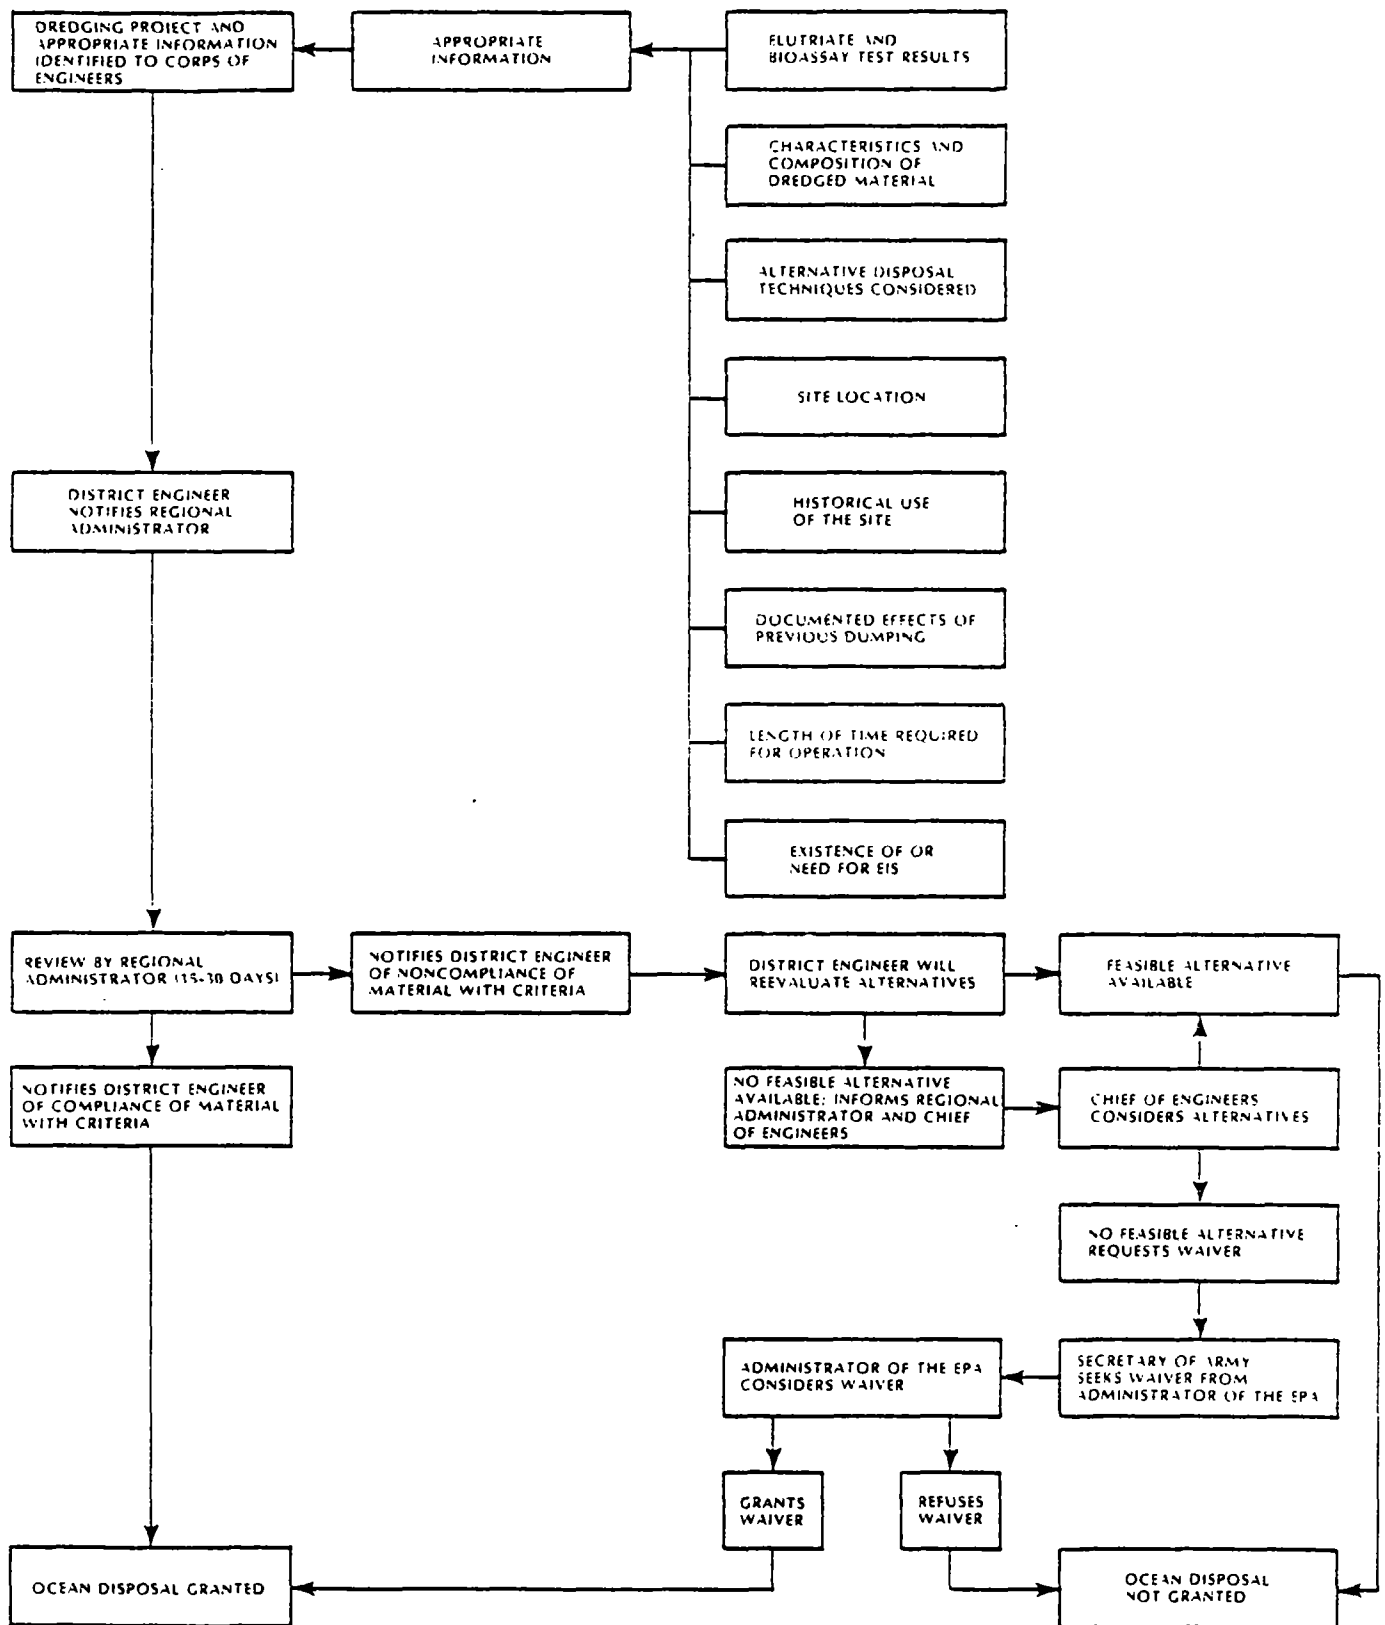 DREDGING PROJECT AND
APPROPRIATE INFORMATION
IDENTIFIED TO CORPS OF
ENGINEERS
APPROPRIATE
INFORMATION
ELUTRIATE AND
BIOASSAY TEST RESULTS
CHARACTERISTICS AND
COMPOSITION OF
DREDGED MATERIAL
ALTERNATIVE DISPOSAL
TECHNIQUES CONSIDERED
SITE LOCATION
DISTRICT ENGINEER
NOTIFIES REGIONAL
ADMINISTRATOR
HISTORICAL USE
OF THE SITE
DOCUMENTED EFFECTS OF
PREVIOUS DUMPING
LENGTH OF TIME REQUIRED
FOR OPERATION
EXISTENCE OF OR
NEED FOR EIS
REVIEW BY REGIONAL
ADMINISTRATOR (15-30 DAYS)
NOTIFIES DISTRICT ENGINEER
OF NONCOMPLIANCE OF
MATERIAL WITH CRITERIA
DISTRICT ENGINEER WILL
REEVALUATE ALTERNATIVES
FEASIBLE ALTERNATIVE
AVAILABLE
NOTIFIES DISTRICT ENGINEER
OF COMPLIANCE OF MATERIAL
WITH CRITERIA
NO FEASIBLE ALTERNATIVE
AVAILABLE: INFORMS REGIONAL
ADMINISTRATOR AND CHIEF
OF ENGINEERS
CHIEF OF ENGINEERS
CONSIDERS ALTERNATIVES
NO FEASIBLE ALTERNATIVE
REQUESTS WAIVER
ADMINISTRATOR OF THE EPA
CONSIDERS WAIVER
SECRETARY OF ARMY
SEEKS WAIVER FROM
ADMINISTRATOR OF THE EPA
GRANTS
WAIVER
REFUSES
WAIVER
OCEAN DISPOSAL GRANTED
OCEAN DISPOSAL
NOT GRANTED